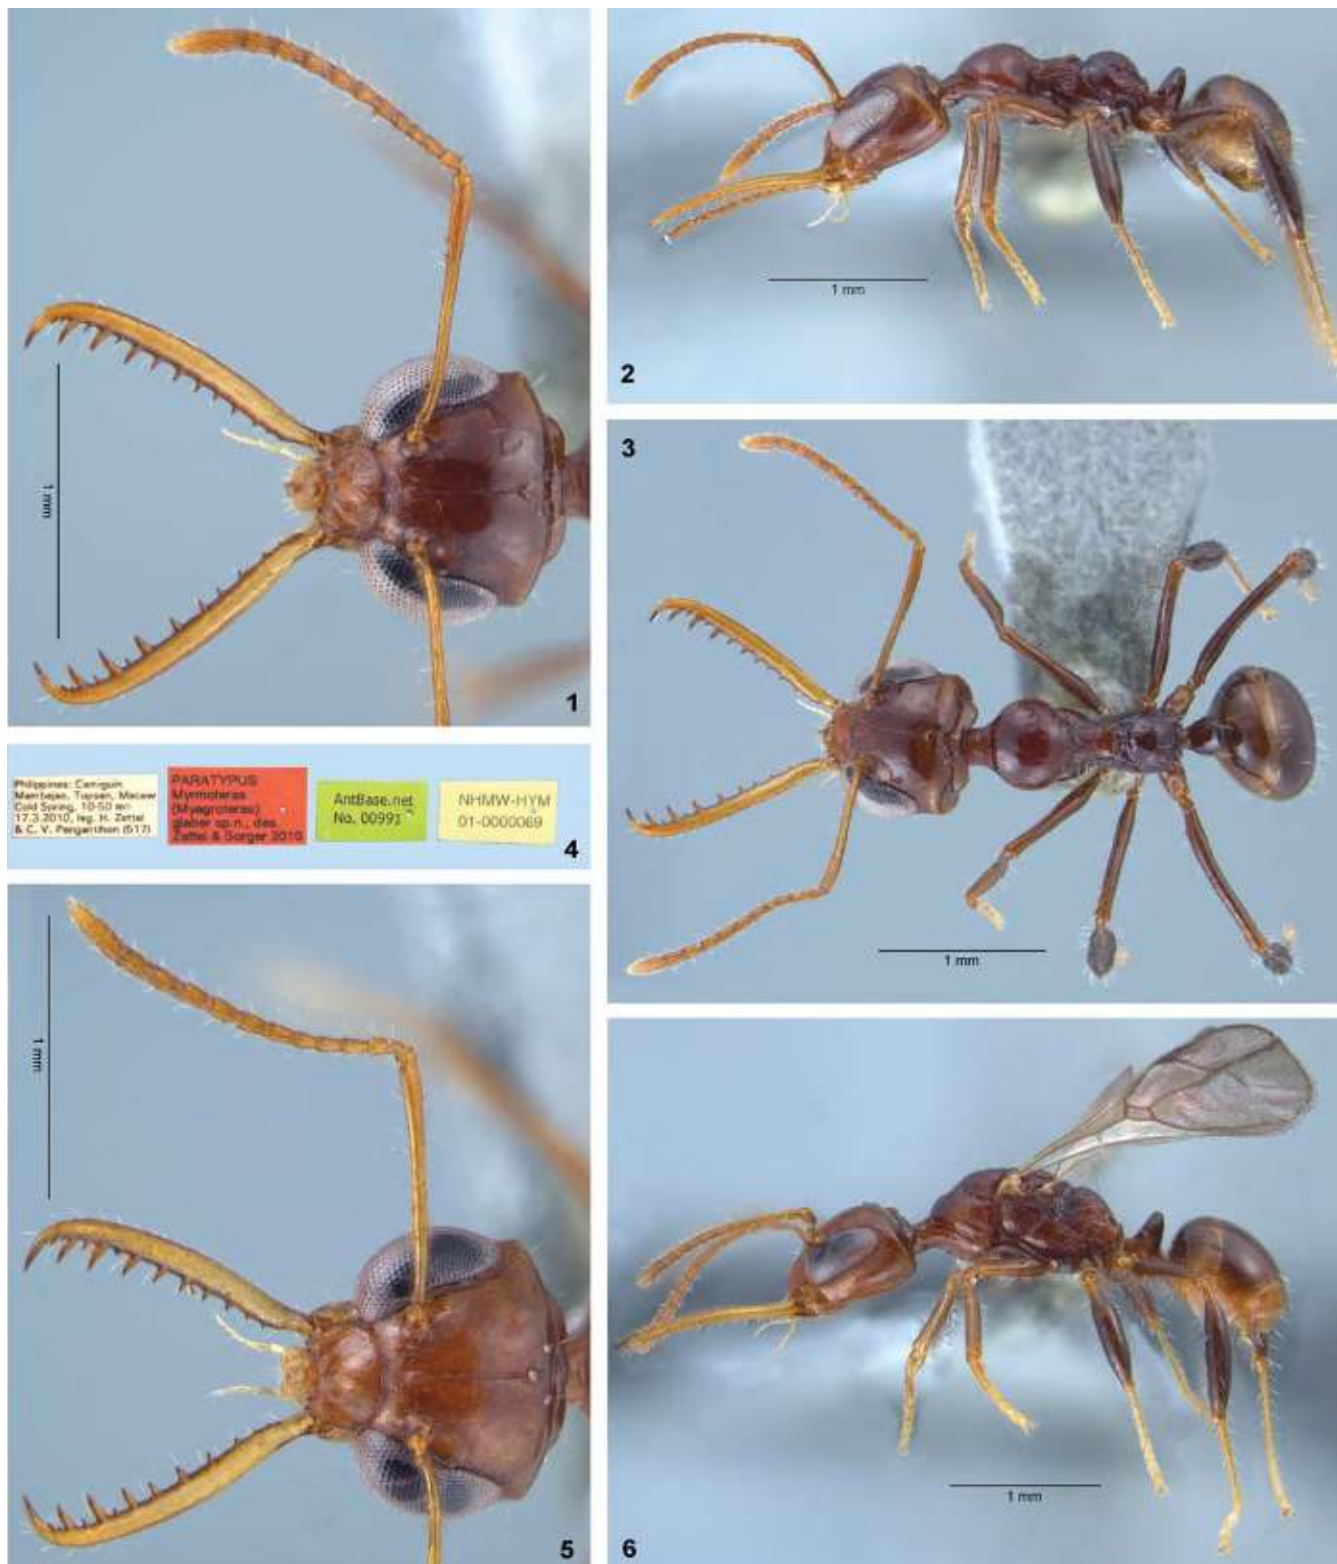 1 mm
1
1 mm
2
3
1 mm
Philippines: Camiguin
Mambajao, Tupsan, Macaw
Cold Spring, 10-50 m
17.3.2010, leg. H. Zettel
& C. V. Pangantihon (517)
PARATYPUS
Myrmoteras
(Myagroteras)
glaber sp.n., des.
Zettel & Sorger 2010
AntBase.net
No. 00991
NHMW-HYM
01-0000069
4
1 mm
5
1 mm
6